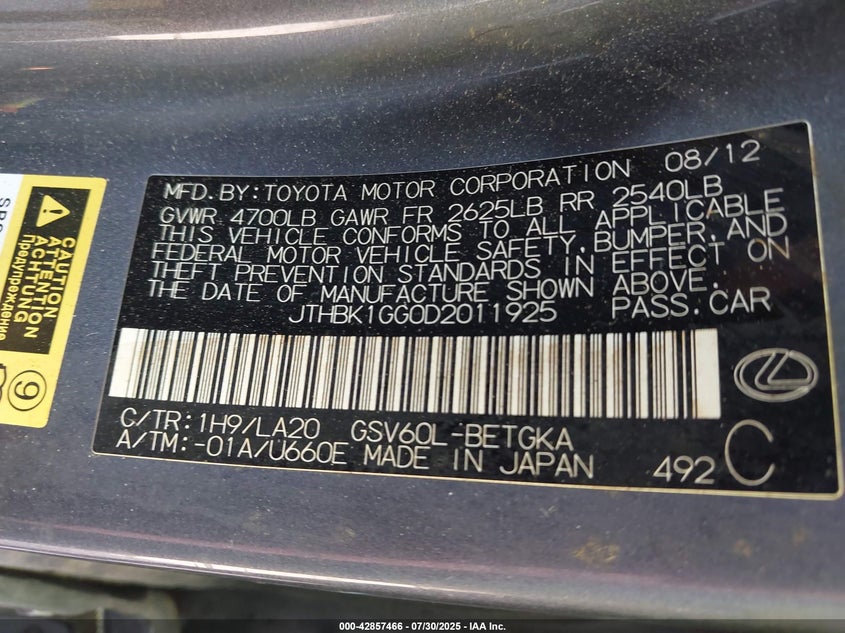 MFD.BY:TOYOTA MOTOR CORPORATION 08/12
GVWR 4700LB GAWR FR 2625LB RR 2540LB
THIS VEHICLE CONFORMS TO ALL APPLICABLE
FEDERAL MOTOR VEHICLE SAFETY, BUMPER, AND
THEFT PREVENTION STANDARDS IN EFFECT ON
THE DATE OF MANUFACTURE SHOWN ABOVE.
JTHBK1GG0D2011925 PASS.CAR
C/TR:1H9/LA20 GSV60L-BETGKA
A/TM:-01A/U660E MADE IN JAPAN 492 C
CAUTION
ATTENTION
ACHTUNG
Предупреждение
9
000-42857466 - 07/30/2025 - IAA Inc.